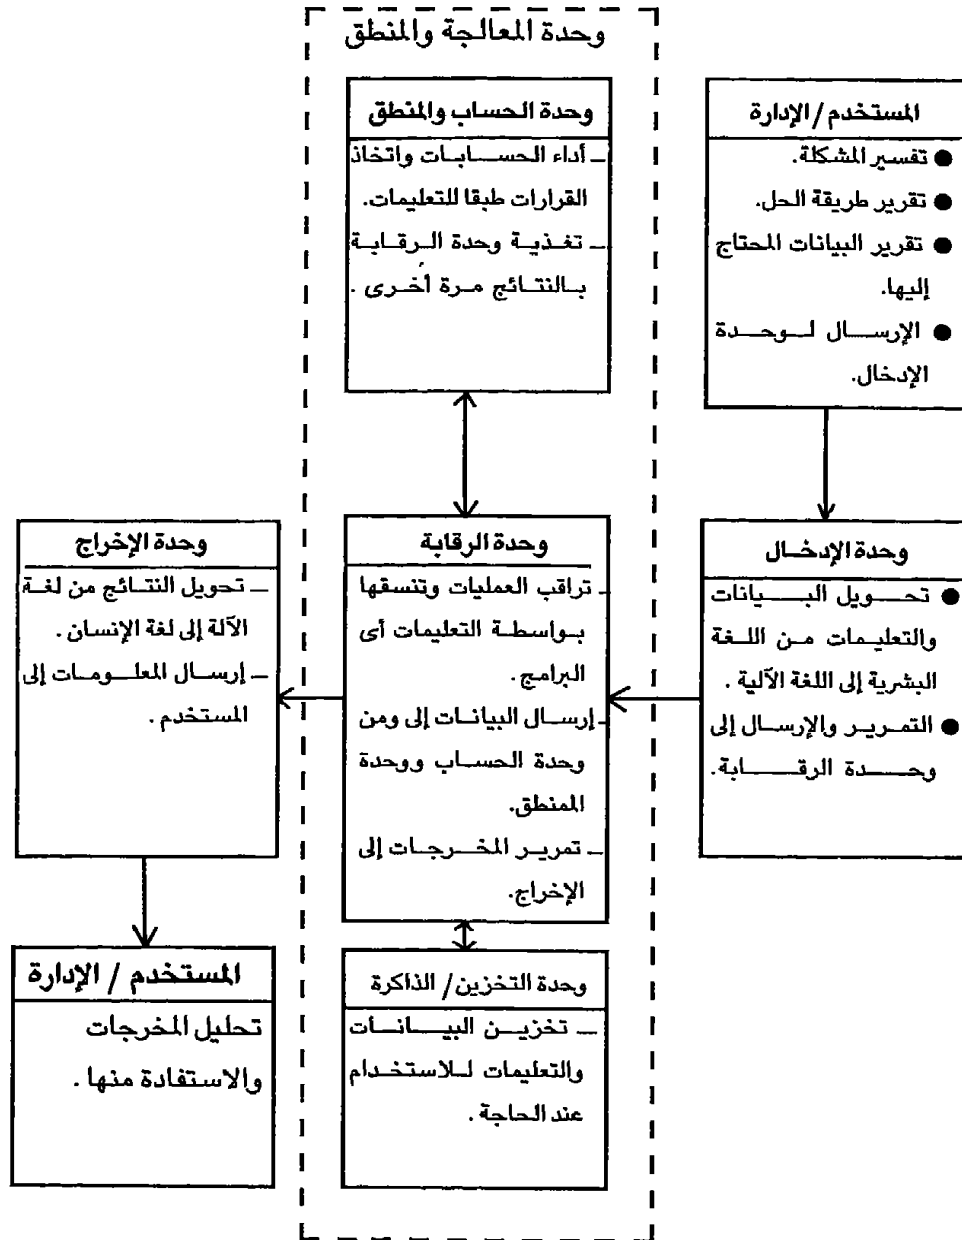 وحدة المعالجة والمنطق
المستخدم/الإدارة
● تفسير المشكلة.
● تقرير طريقة الحل.
● تقرير البيانات المحتاج
إليها.
● الإرسال لوحدة
الإدخال.
وحدة الحساب والمنطق
_ أداء الحسابات واتخاذ
القرارات طبقا للتعليمات.
_ تغذية وحدة الرقابة
بالنتائج مرة أخرى .
وحدة الإدخال
● تحويل البيانات
والتعليمات من اللغة
البشرية إلى اللغة الآلية .
● التمرير والإرسال إلى
وحدة الرقابة.
وحدة الرقابة
_ تراقب العمليات وتنسقها
بواسطة التعليمات أى
البرامج.
_ إرسال البيانات إلى ومن
وحدة الحساب ووحدة
الممنطق.
_ تمرير المخرجات إلى
الإخراج.
وحدة الإخراج
_ تحويل النتائج من لغة
الآلة إلى لغة الإنسان .
_ إرسال المعلومات إلى
المستخدم .
وحدة التخزين/ الذاكرة
_ تخزين البيانات
والتعليمات للاستخدام
عند الحاجة .
المستخدم / الإدارة
تحليل المخرجات
والاستفادة منها .